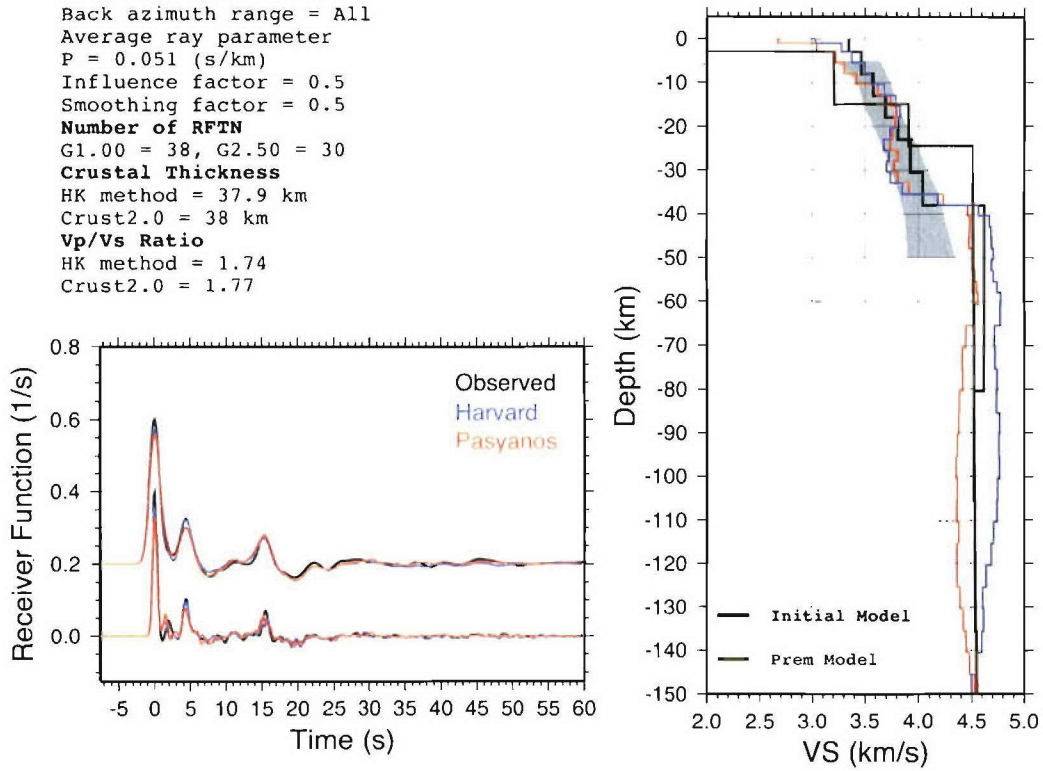 Back azimuth range = All
Average ray parameter
P = 0.051 (s/km)
Influence factor = 0.5
Smoothing factor = 0.5
Number of RFTN
G1.00 = 38, G2.50 = 30
Crustal Thickness
HK method = 37.9 km
Crust2.0 = 38 km
Vp/Vs Ratio
HK method = 1.74
Crust2.0 = 1.77
0.8
0.6
0.4
0.2
0.0
Receiver Function (1/s)
Observed
Harvard
Pasyanos
-5 0 5 10 15 20 25 30 35 40 45 50 55 60
Time (s)
0
-10
-20
-30
-40
-50
-60
-70
-80
-90
-100
-110
-120
-130
-140
-150
Depth (km)
Initial Model
Prem Model
2.0 2.5 3.0 3.5 4.0 4.5 5.0
VS (km/s)